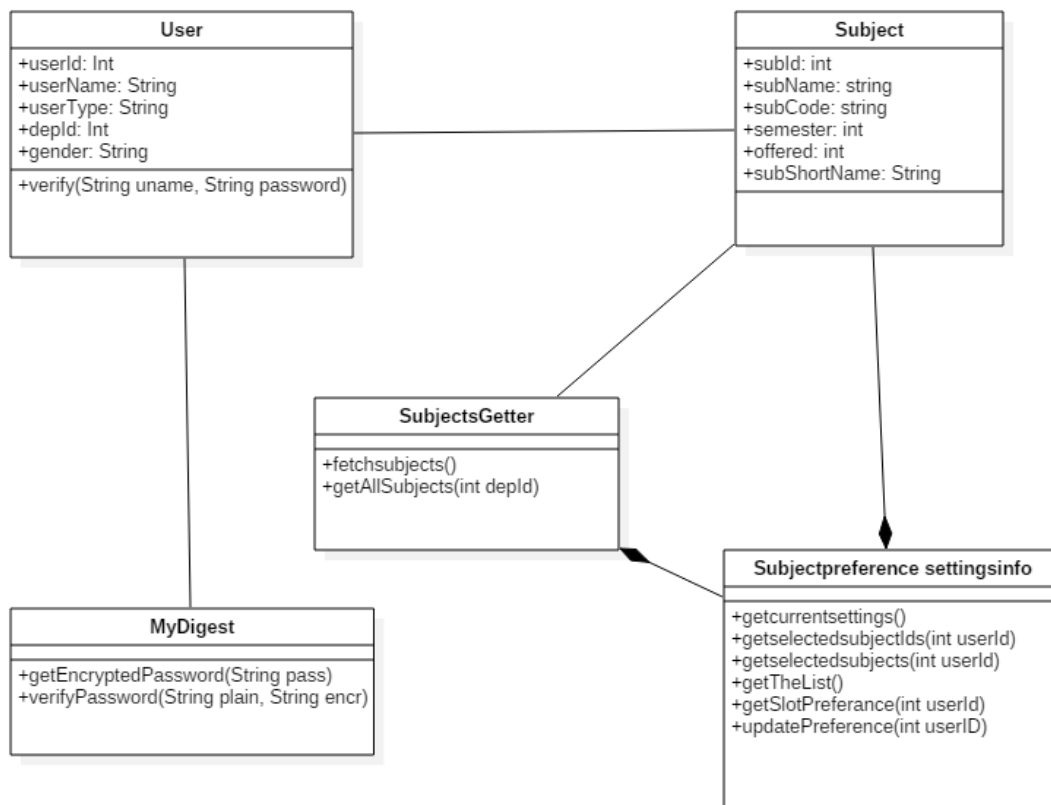 User
+userId: Int
+userName: String
+userType: String
+depId: Int
+gender: String
+verify(String uname, String password)
Subject
+subId: int
+subName: string
+subCode: string
+semester: int
+offered: int
+subShortName: String
SubjectsGetter
+fetchsubjects()
+getAllSubjects(int depId)
MyDigest
+getEncryptedPassword(String pass)
+verifyPassword(String plain, String encr)
Subjectpreference settingsinfo
+getcurrentsettings()
+getselectedsubjectIds(int userId)
+getselectedsubjects(int userId)
+getTheList()
+getSlotPreferance(int userId)
+updatePreference(int userID)